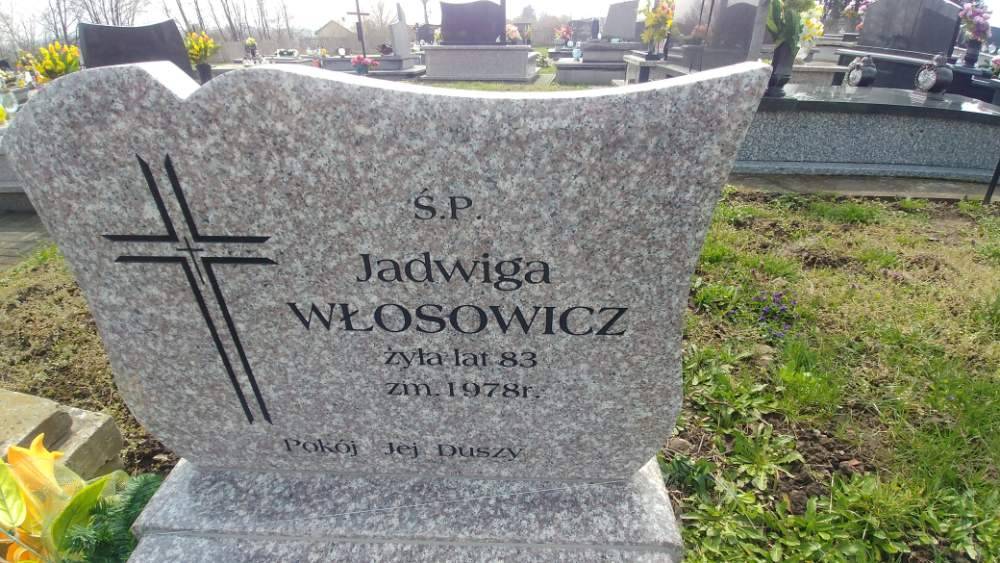 Ś.P.
Jadwiga
WŁOSOWICZ
żyła lat 83
zm. 1978r.
Pokój Jej Duszy